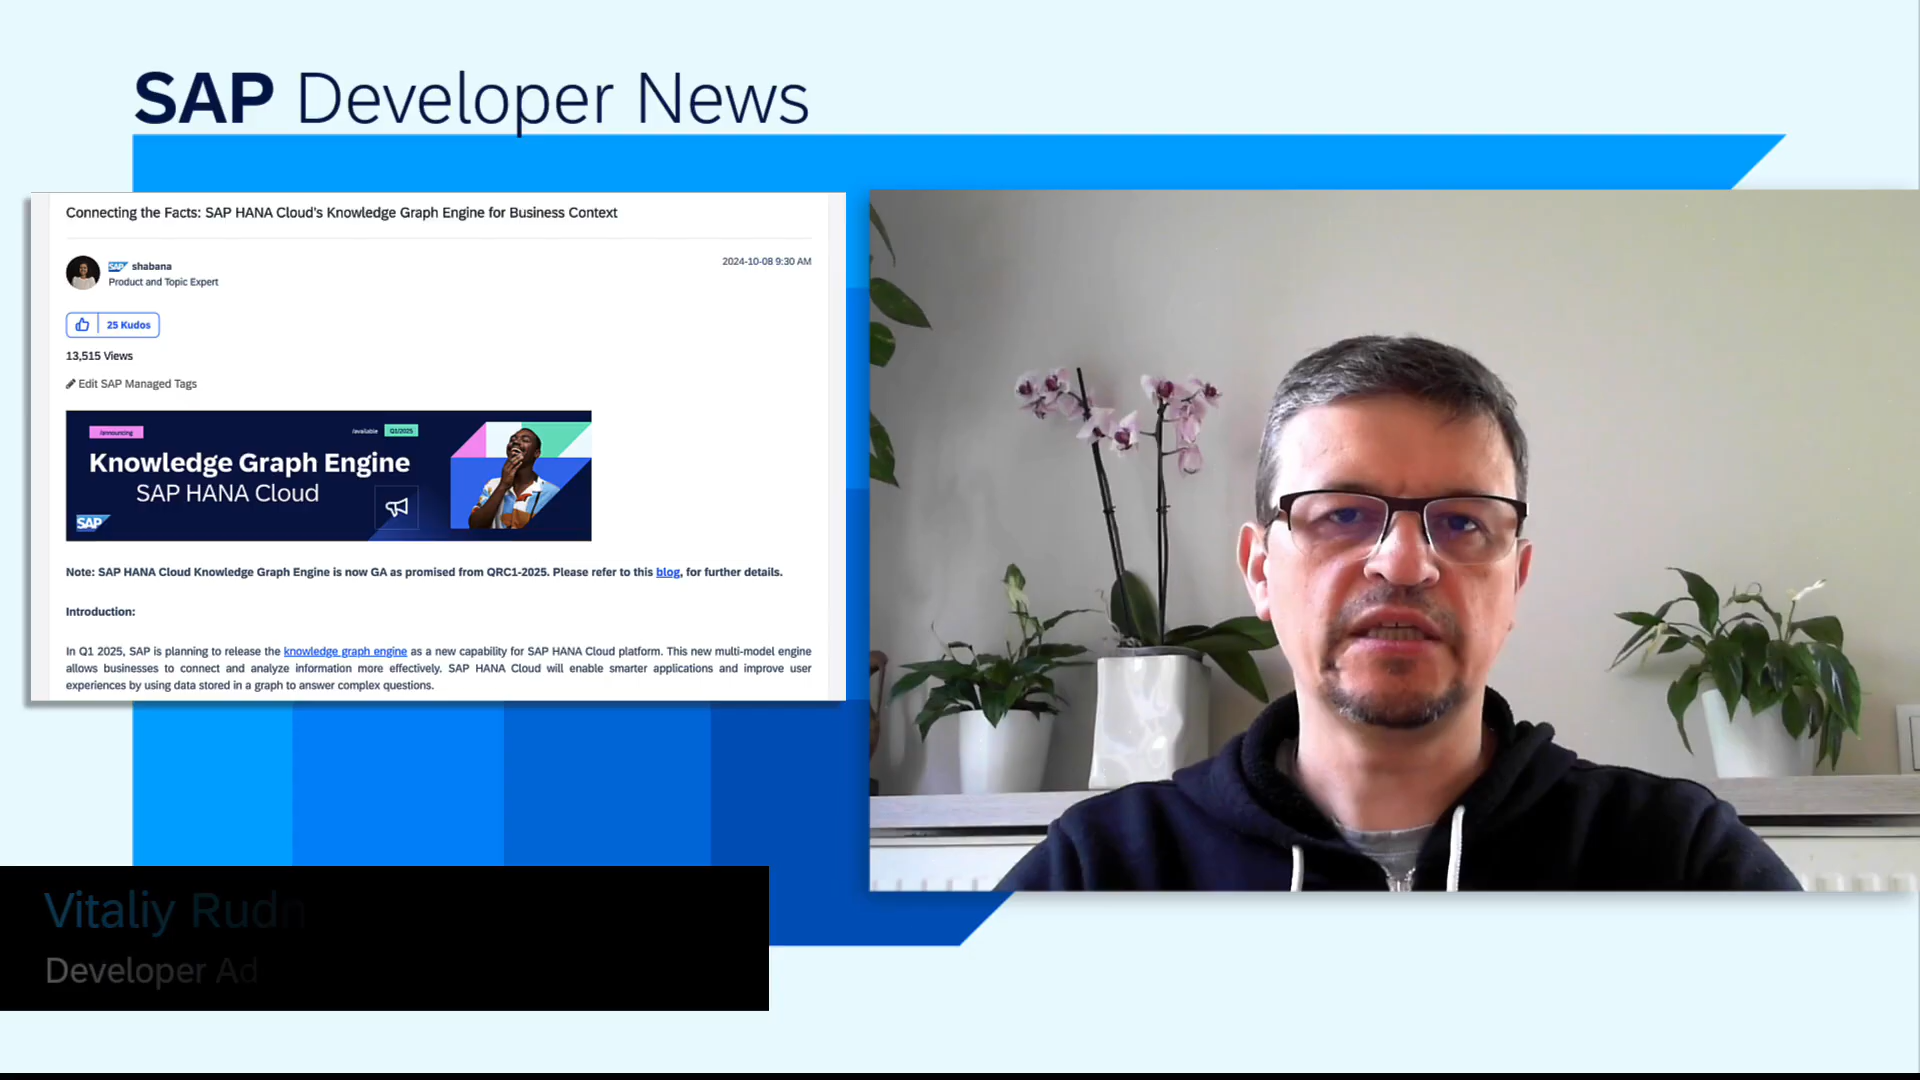 SAP Developer News
Connecting the Facts: SAP HANA Cloud's Knowledge Graph Engine for Business Context
SAP shabana
2024-10-08 9:30 AM
Product and Topic Expert
25 Kudos
13,515 Views
Edit SAP Managed Tags
/announcing
/available Q1/2025
Knowledge Graph Engine
SAP HANA Cloud
SAP
Note: SAP HANA Cloud Knowledge Graph Engine is now GA as promised from QRC1-2025. Please refer to this blog, for further details.
Introduction:
In Q1 2025, SAP is planning to release the knowledge graph engine as a new capability for SAP HANA Cloud platform. This new multi-model engine
allows businesses to connect and analyze information more effectively. SAP HANA Cloud will enable smarter applications and improve user
experiences by using data stored in a graph to answer complex questions.
Vitaliy Rudn
Developer Ad